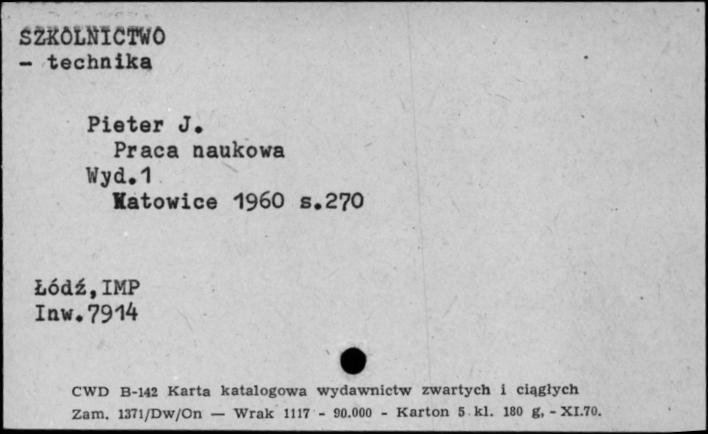 SZKOLNICTWO
- technika
Pieter J.
Praca naukowa
Wyd.1
Katowice 1960 s.270
Łódź,IMP
Inw.7914
CWD B-142 Karta katalogowa wydawnictw zwartych i ciągłych
Zam. 1371/Dw/On — Wrak 1117 - 90.000 - Karton 5 kl. 180 g, - XI.70.